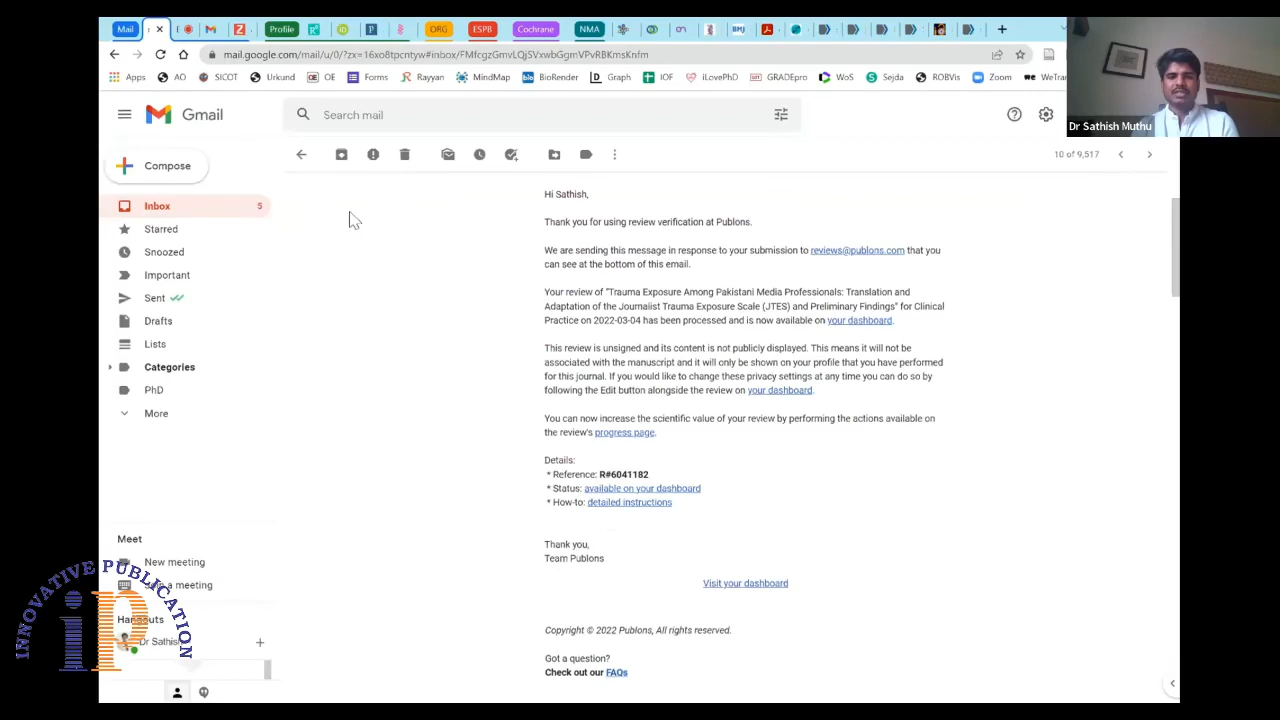 Mail
Profile
ORG
ESPB
Cochrane
NMA
BMJ
mail.google.com/mail/u/0/?zx=16xo8tpcntyw#inbox/FMfcgzGmvLQjSVxwbGgmVPvRBKmsKnfm
Apps AO SICOT Urkund OE Forms Rayyan MindMap BioRender Graph IOF iLovePhD GRADEpro WoS Sejda ROBVis Zoom WeTra
Dr Sathish Muthu
Gmail
Search mail
Compose
10 of 9,517
Inbox 5
Starred
Snoozed
Important
Sent
Drafts
Lists
Categories
PhD
More
Hi Sathish,
Thank you for using review verification at Publons.
We are sending this message in response to your submission to reviews@publons.com that you
can see at the bottom of this email.
Your review of "Trauma Exposure Among Pakistani Media Professionals: Translation and
Adaptation of the Journalist Trauma Exposure Scale (JTES) and Preliminary Findings" for Clinical
Practice on 2022-03-04 has been processed and is now available on your dashboard.
This review is unsigned and its content is not publicly displayed. This means it will not be
associated with the manuscript and it will only be shown on your profile that you have performed
for this journal. If you would like to change these privacy settings at any time you can do so by
following the Edit button alongside the review on your dashboard.
You can now increase the scientific value of your review by performing the actions available on
the review's progress page.
Details:
* Reference: R#6041182
* Status: available on your dashboard
* How-to: detailed instructions
Thank you,
Team Publons
Visit your dashboard
Copyright © 2022 Publons, All rights reserved.
Got a question?
Check out our FAQs
Meet
New meeting
a meeting
Hangouts
Dr Sathish
INNOVATIVE PUBLICATION
ip